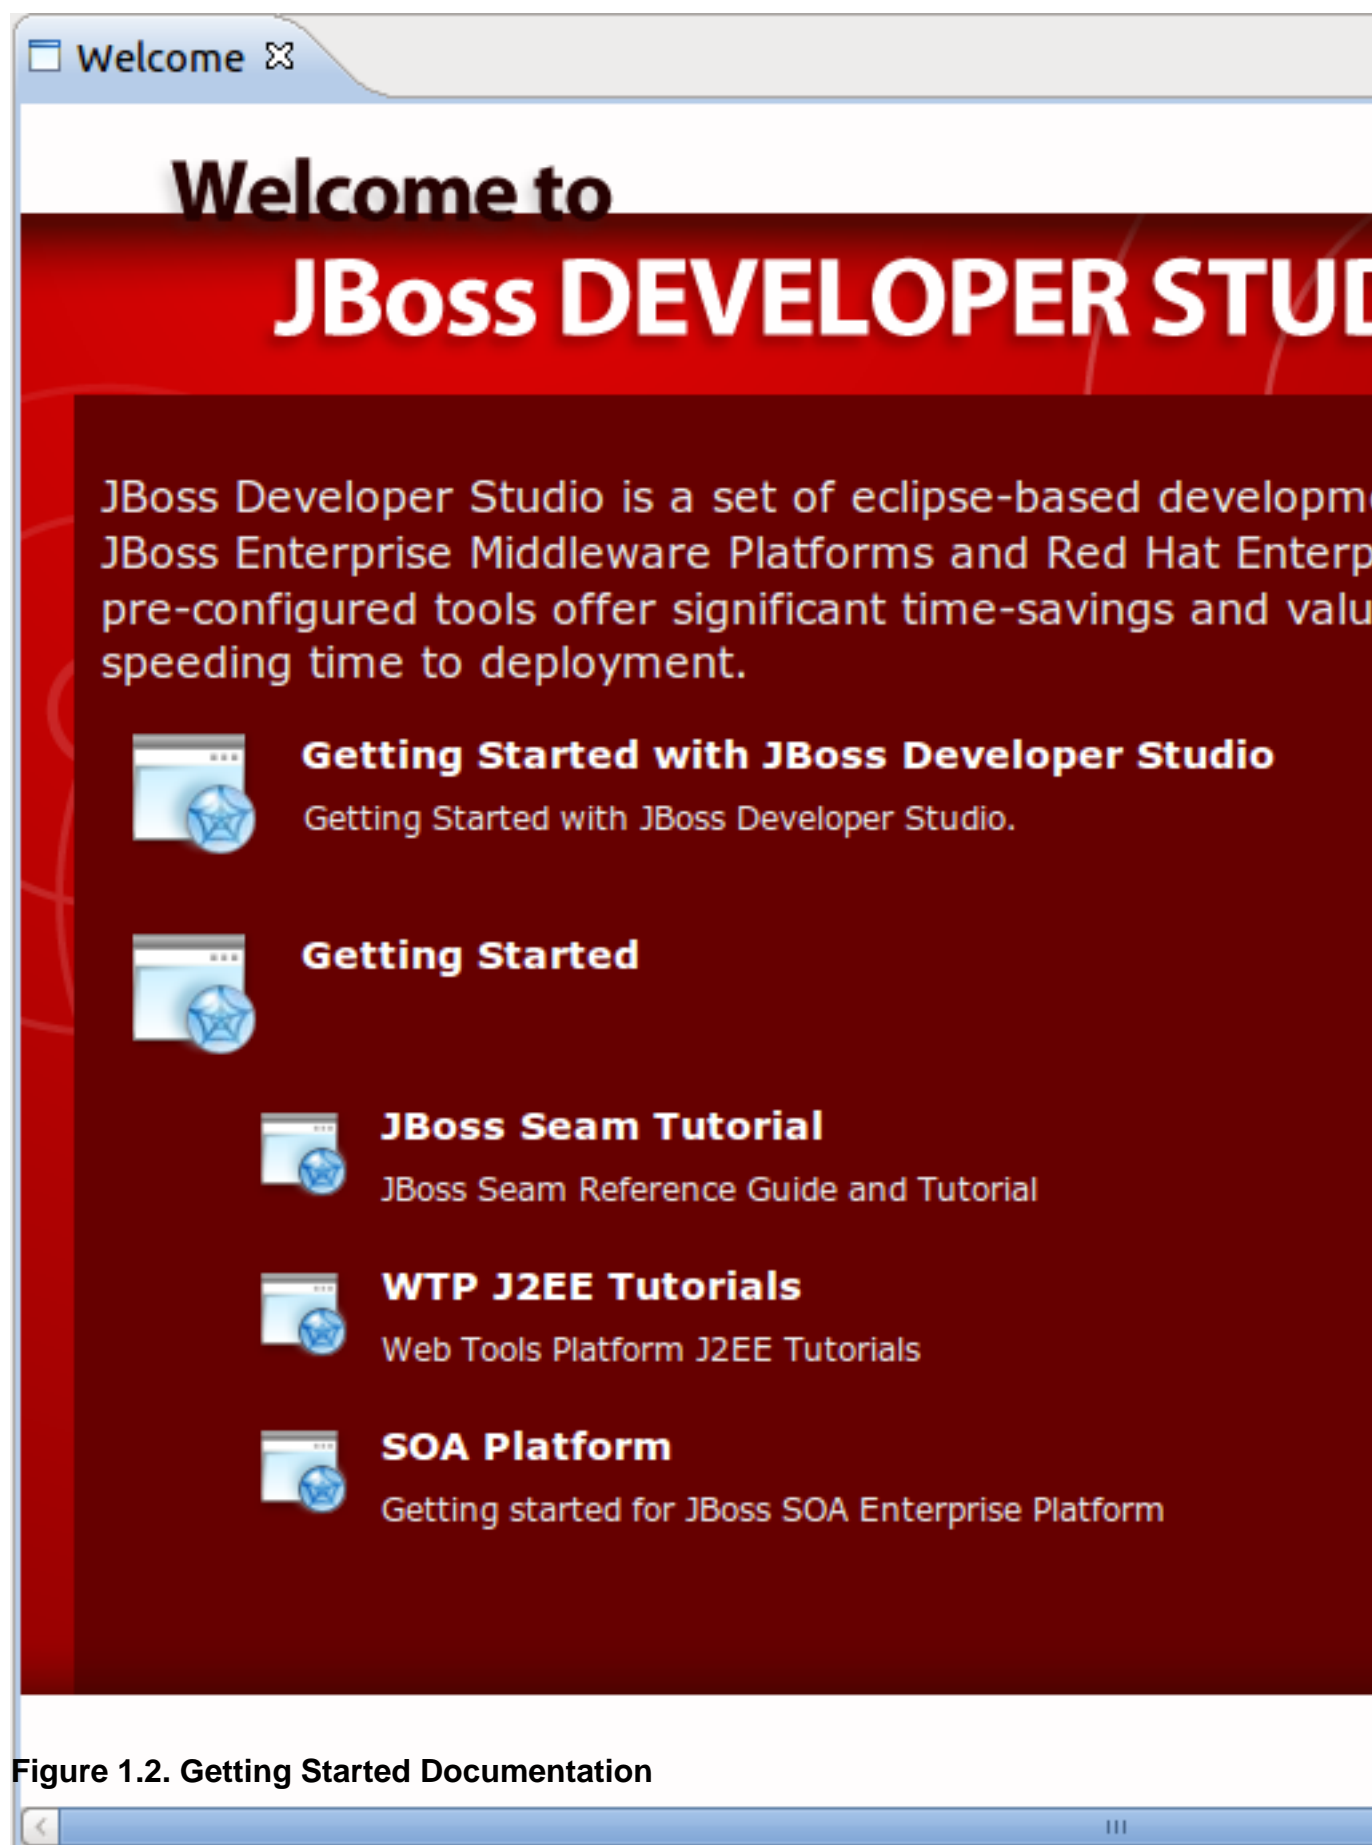 Welcome
Welcome to
JBoss DEVELOPER STUD
JBoss Developer Studio is a set of eclipse-based developm
JBoss Enterprise Middleware Platforms and Red Hat Enterp
pre-configured tools offer significant time-savings and valu
speeding time to deployment.
Getting Started with JBoss Developer Studio
Getting Started with JBoss Developer Studio.
Getting Started
JBoss Seam Tutorial
JBoss Seam Reference Guide and Tutorial
WTP J2EE Tutorials
Web Tools Platform J2EE Tutorials
SOA Platform
Getting started for JBoss SOA Enterprise Platform
Figure 1.2. Getting Started Documentation